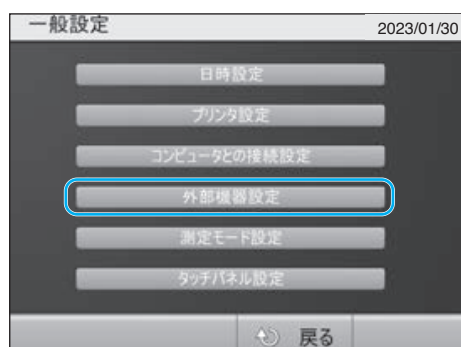 一般設定
2023/01/30
日時設定
プリンタ設定
コンピュータとの接続設定
外部機器設定
測定モード設定
タッチパネル設定
戻る